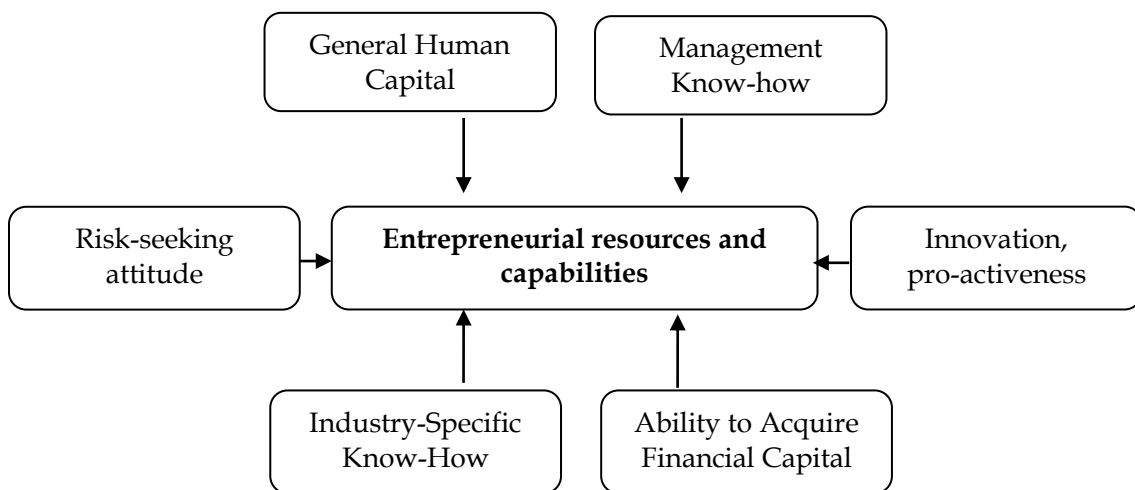 General Human
Capital
Management
Know-how
Risk-seeking
attitude
Entrepreneurial resources and
capabilities
Innovation,
pro-activeness
Industry-Specific
Know-How
Ability to Acquire
Financial Capital